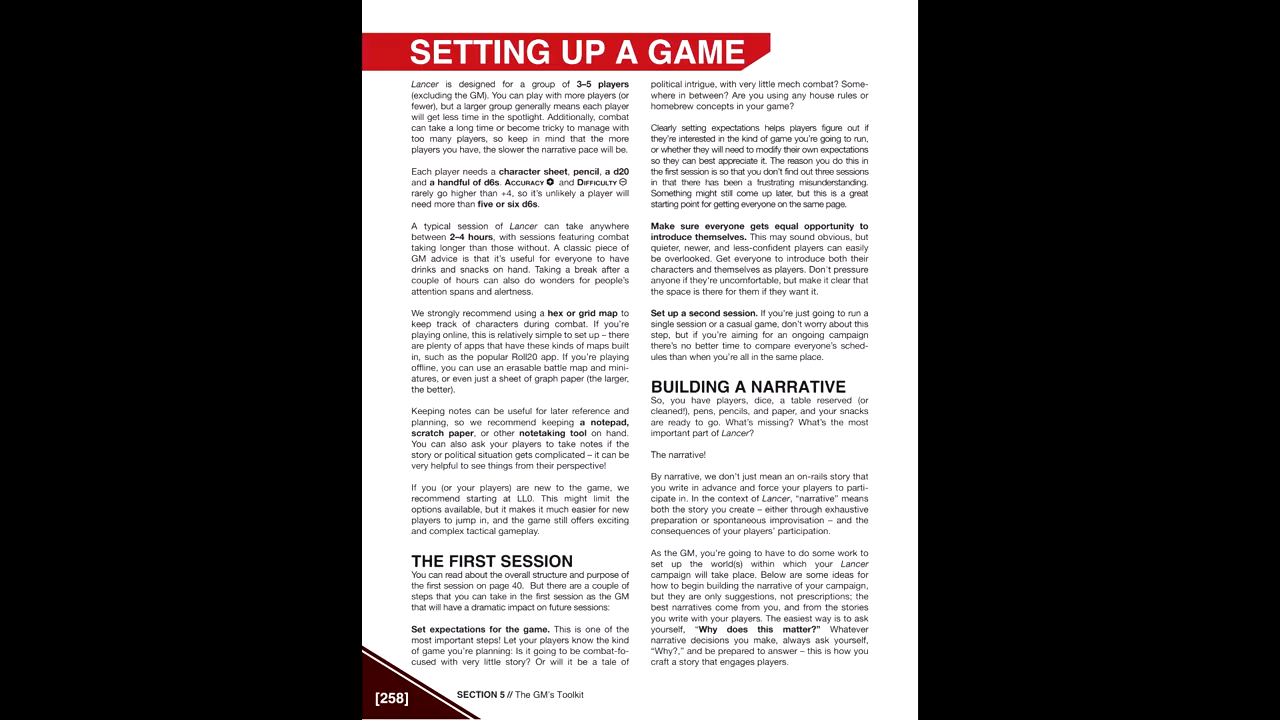 SETTING UP A GAME
Lancer is designed for a group of 3–5 players
(excluding the GM). You can play with more players (or
fewer), but a larger group generally means each player
will get less time in the spotlight. Additionally, combat
can take a long time or become tricky to manage with
too many players, so keep in mind that the more
players you have, the slower the narrative pace will be.
Each player needs a character sheet, pencil, a d20
and a handful of d6s. ACCURACY and DIFFICULTY
rarely go higher than +4, so it's unlikely a player will
need more than five or six d6s.
A typical session of Lancer can take anywhere
between 2–4 hours, with sessions featuring combat
taking longer than those without. A classic piece of
GM advice is that it's useful for everyone to have
drinks and snacks on hand. Taking a break after a
couple of hours can also do wonders for people's
attention spans and alertness.
We strongly recommend using a hex or grid map to
keep track of characters during combat. If you're
playing online, this is relatively simple to set up – there
are plenty of apps that have these kinds of maps built
in, such as the popular Roll20 app. If you're playing
offline, you can use an erasable battle map and mini-
atures, or even just a sheet of graph paper (the larger,
the better).
Keeping notes can be useful for later reference and
planning, so we recommend keeping a notepad,
scratch paper, or other notetaking tool on hand.
You can also ask your players to take notes if the
story or political situation gets complicated – it can be
very helpful to see things from their perspective!
If you (or your players) are new to the game, we
recommend starting at LL0. This might limit the
options available, but it makes it much easier for new
players to jump in, and the game still offers exciting
and complex tactical gameplay.
THE FIRST SESSION
You can read about the overall structure and purpose of
the first session on page 40. But there are a couple of
steps that you can take in the first session as the GM
that will have a dramatic impact on future sessions:
Set expectations for the game. This is one of the
most important steps! Let your players know the kind
of game you're planning: Is it going to be combat-fo-
cused with very little story? Or will it be a tale of
political intrigue, with very little mech combat? Some-
where in between? Are you using any house rules or
homebrew concepts in your game?
Clearly setting expectations helps players figure out if
they're interested in the kind of game you're going to run,
or whether they will need to modify their own expectations
so they can best appreciate it. The reason you do this in
the first session is so that you don't find out three sessions
in that there has been a frustrating misunderstanding.
Something might still come up later, but this is a great
starting point for getting everyone on the same page.
Make sure everyone gets equal opportunity to
introduce themselves. This may sound obvious, but
quieter, newer, and less-confident players can easily
be overlooked. Get everyone to introduce both their
characters and themselves as players. Don't pressure
anyone if they're uncomfortable, but make it clear that
the space is there for them if they want it.
Set up a second session. If you're just going to run a
single session or a casual game, don't worry about this
step, but if you're aiming for an ongoing campaign
there's no better time to compare everyone's sched-
ules than when you're all in the same place.
BUILDING A NARRATIVE
So, you have players, dice, a table reserved (or
cleaned!), pens, pencils, and paper, and your snacks
are ready to go. What's missing? What's the most
important part of Lancer?
The narrative!
By narrative, we don't just mean an on-rails story that
you write in advance and force your players to parti-
cipate in. In the context of Lancer, “narrative” means
both the story you create – either through exhaustive
preparation or spontaneous improvisation – and the
consequences of your players' participation.
As the GM, you're going to have to do some work to
set up the world(s) within which your Lancer
campaign will take place. Below are some ideas for
how to begin building the narrative of your campaign,
but they are only suggestions, not prescriptions; the
best narratives come from you, and from the stories
you write with your players. The easiest way is to ask
yourself, “Why does this matter?” Whatever
narrative decisions you make, always ask yourself,
“Why?,” and be prepared to answer – this is how you
craft a story that engages players.
[258]
SECTION 5 // The GM's Toolkit